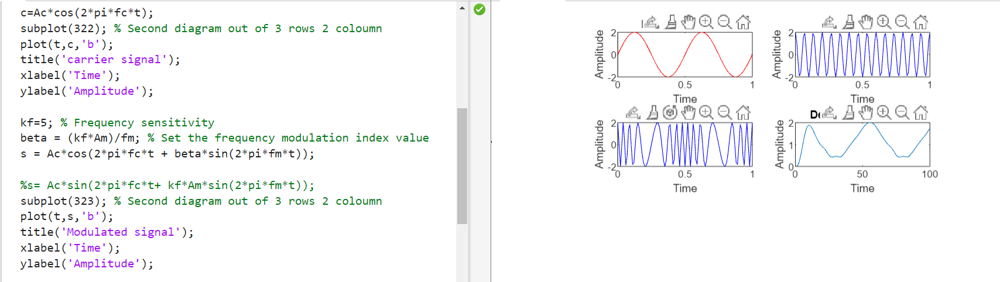 c=Ac*cos(2*pi*fc*t);
subplot(322); % Second diagram out of 3 rows 2 coloumn
plot(t,c,'b');
title('carrier signal');
xlabel('Time');
ylabel('Amplitude');
kf=5; % Frequency sensitivity
beta = (kf*Am)/fm; % Set the frequency modulation index value
s = Ac*cos(2*pi*fc*t + beta*sin(2*pi*fm*t));
%s= Ac*sin(2*pi*fc*t+ kf*Am*sin(2*pi*fm*t));
subplot(323); % Second diagram out of 3 rows 2 coloumn
plot(t,s,'b');
title('Modulated signal');
xlabel('Time');
ylabel('Amplitude');
Amplitude
2
0
-2
0 0.5 1
Time
Amplitude
2
0
-2
0 0.5 1
Time
Amplitude
2
0
-2
0 0.5 1
Time
Amplitude
2
1
0
0 50 100
Time